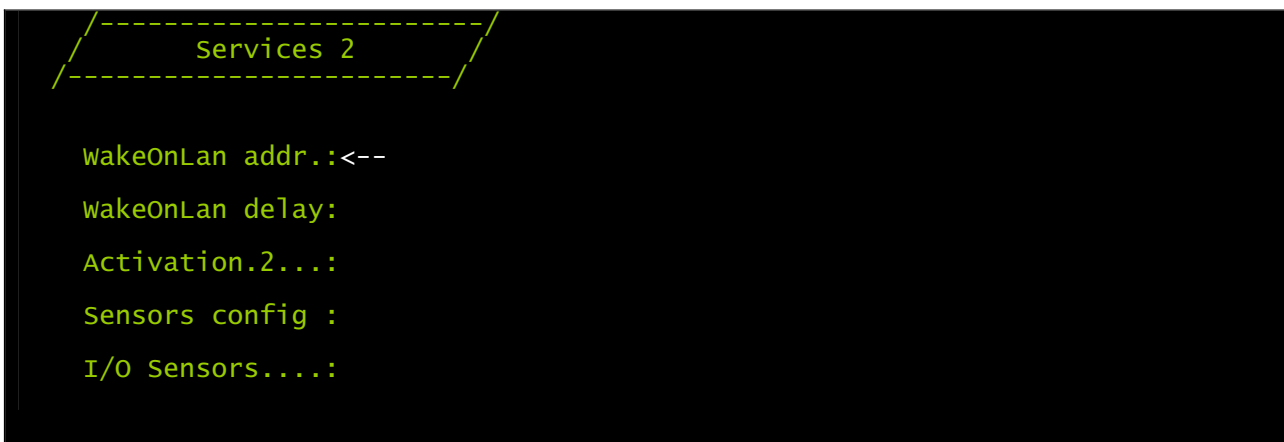 /------------------------/
/       Services 2       /
/------------------------/
WakeOnLan addr.:<--
WakeOnLan delay:
Activation.2...:
Sensors config :
I/O Sensors....: